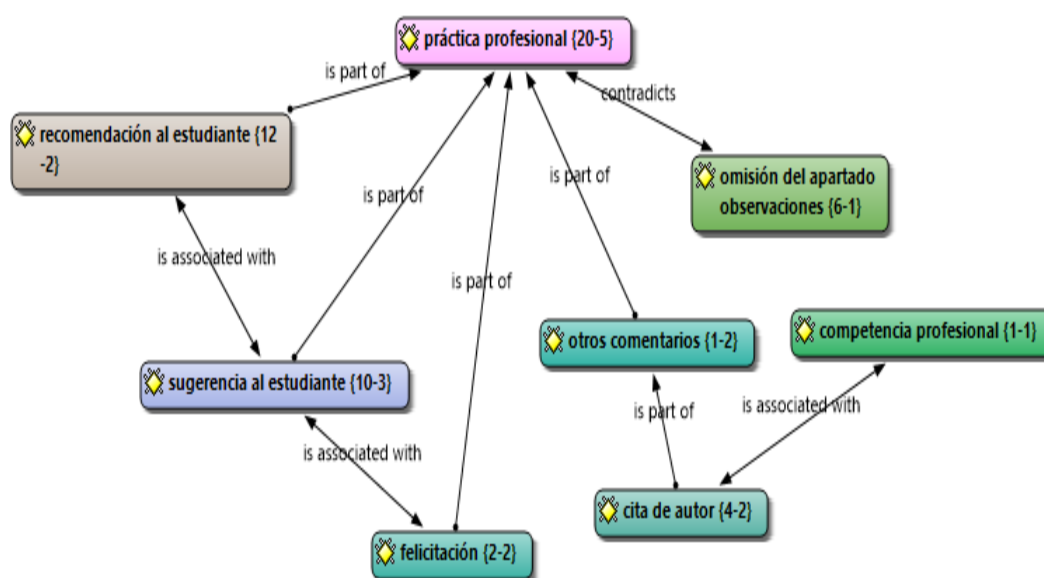 práctica profesional {20-5}
is part of
contradicts
recomendación al estudiante {12
-2}
is part of
is part of
omisión del apartado
observaciones {6-1}
is associated with
is part of
otros comentarios {1-2}
competencia profesional {1-1}
sugerencia al estudiante {10-3}
is part of
is associated with
is associated with
cita de autor {4-2}
felicitación {2-2}